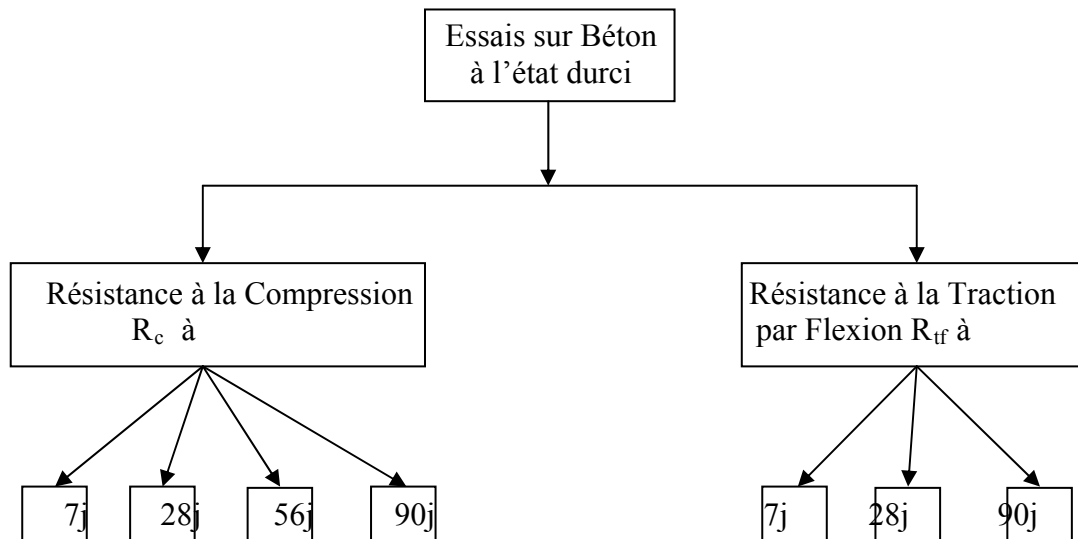 Essais sur Béton
à l’état durci
Résistance à la Compression
Rc à
Résistance à la Traction
par Flexion Rtf à
7j 28j 56j 90j
7j 28j 90j